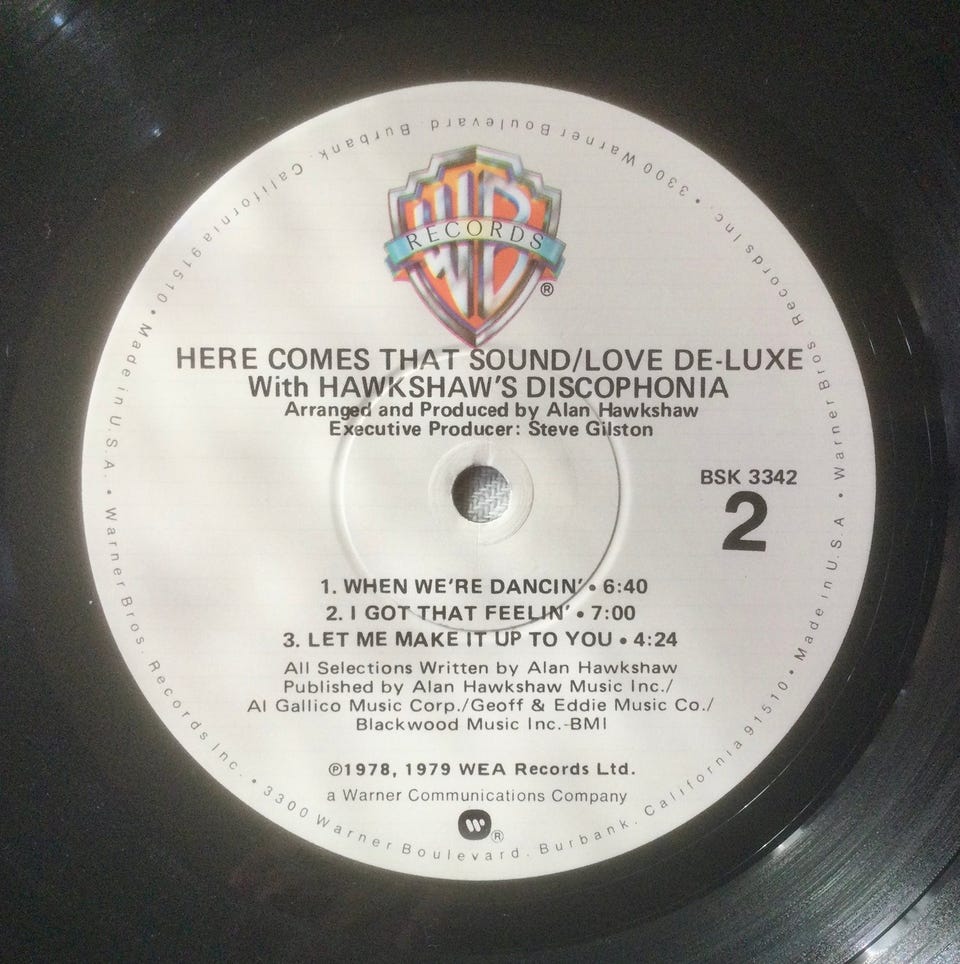 WB
RECORDS
®
HERE COMES THAT SOUND/LOVE DE-LUXE
With HAWKSHAW'S DISCOPHONIA
Arranged and Produced by Alan Hawkshaw
Executive Producer: Steve Gilston
BSK 3342
2
1. WHEN WE'RE DANCIN' • 6:40
2. I GOT THAT FEELIN' • 7:00
3. LET ME MAKE IT UP TO YOU • 4:24
All Selections Written by Alan Hawkshaw
Published by Alan Hawkshaw Music Inc./
Al Gallico Music Corp./Geoff & Eddie Music Co./
Blackwood Music Inc.-BMI
℗1978, 1979 WEA Records Ltd.
a Warner Communications Company
W ®
Warner Bros. Records Inc. • 3300 Warner Boulevard. Burbank. California 91510 • Made in U.S.A. • Warner Bros. Records Inc. • 3300 Warner Boulevard. Burbank. California 91510 • Made in U.S.A •